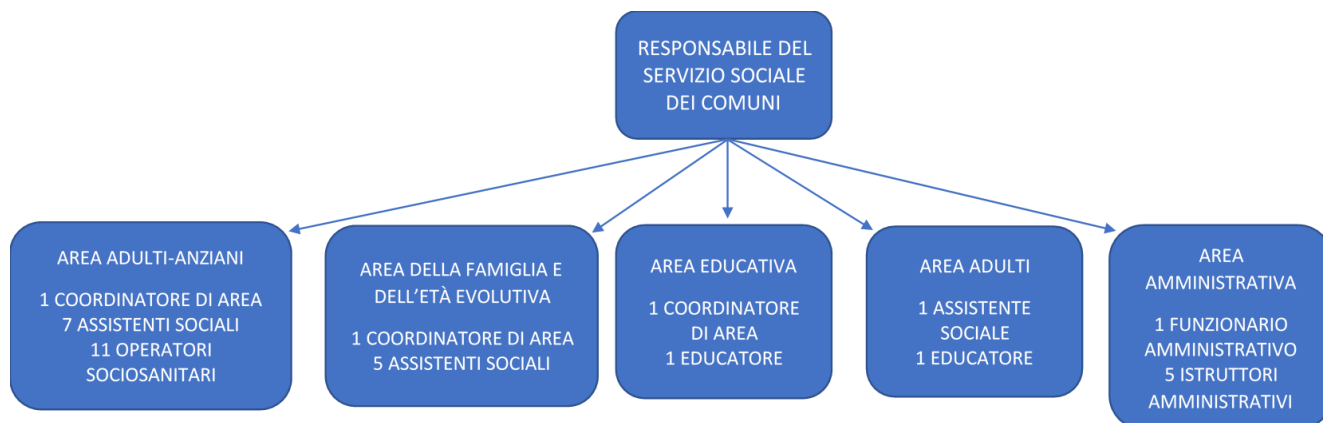 RESPONSABILE DEL
SERVIZIO SOCIALE
DEI COMUNI
AREA ADULTI-ANZIANI
1 COORDINATORE DI AREA
7 ASSISTENTI SOCIALI
11 OPERATORI
SOCIOSANITARI
AREA DELLA FAMIGLIA E
DELL'ETÀ EVOLUTIVA
1 COORDINATORE DI AREA
5 ASSISTENTI SOCIALI
AREA EDUCATIVA
1 COORDINATORE
DI AREA
1 EDUCATORE
AREA ADULTI
1 ASSISTENTE
SOCIALE
1 EDUCATORE
AREA
AMMINISTRATIVA
1 FUNZIONARIO
AMMINISTRATIVO
5 ISTRUTTORI
AMMINISTRATIVI